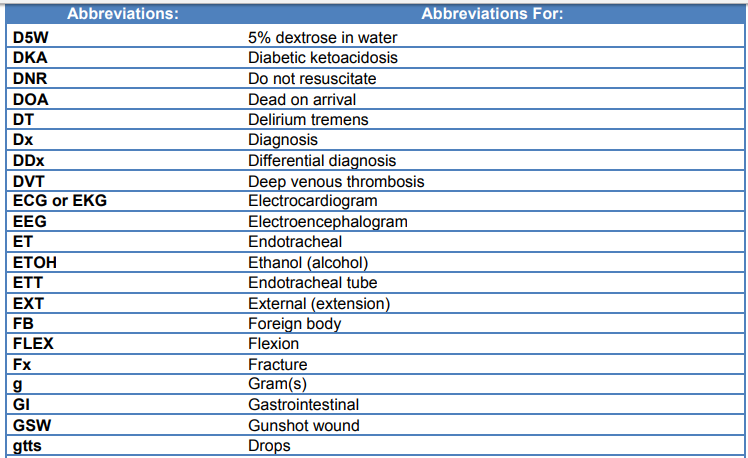 Abbreviations: Abbreviations For:
D5W 5% dextrose in water
DKA Diabetic ketoacidosis
DNR Do not resuscitate
DOA Dead on arrival
DT Delirium tremens
Dx Diagnosis
DDx Differential diagnosis
DVT Deep venous thrombosis
ECG or EKG Electrocardiogram
EEG Electroencephalogram
ET Endotracheal
ETOH Ethanol (alcohol)
ETT Endotracheal tube
EXT External (extension)
FB Foreign body
FLEX Flexion
Fx Fracture
g Gram(s)
GI Gastrointestinal
GSW Gunshot wound
gtts Drops